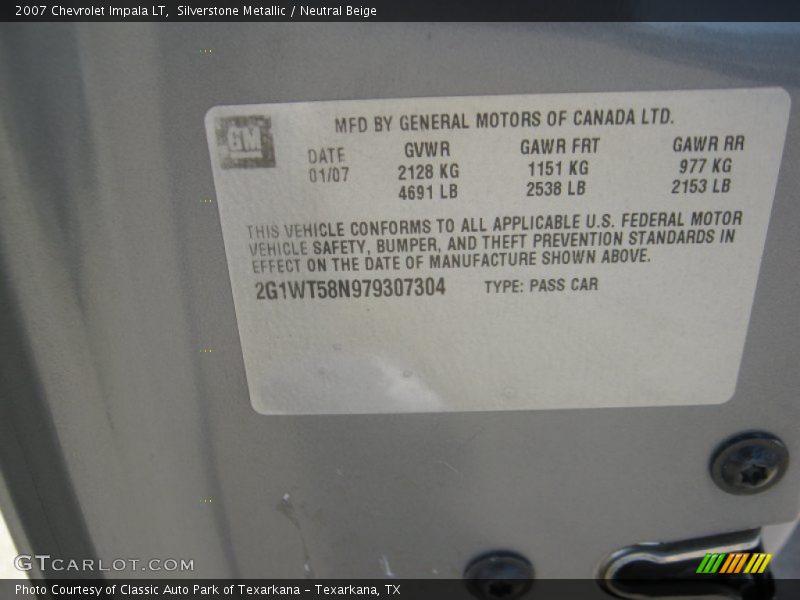 2007 Chevrolet Impala LT,  Silverstone Metallic / Neutral Beige
GM
MFD BY GENERAL MOTORS OF CANADA LTD.
DATE GVWR GAWR FRT GAWR RR
01/07 2128 KG 1151 KG 977 KG
4691 LB 2538 LB 2153 LB
THIS VEHICLE CONFORMS TO ALL APPLICABLE U.S. FEDERAL MOTOR
VEHICLE SAFETY, BUMPER, AND THEFT PREVENTION STANDARDS IN
EFFECT ON THE DATE OF MANUFACTURE SHOWN ABOVE.
2G1WT58N979307304 TYPE: PASS CAR
GTCARLOT.COM
Photo Courtesy of Classic Auto Park of Texarkana - Texarkana, TX